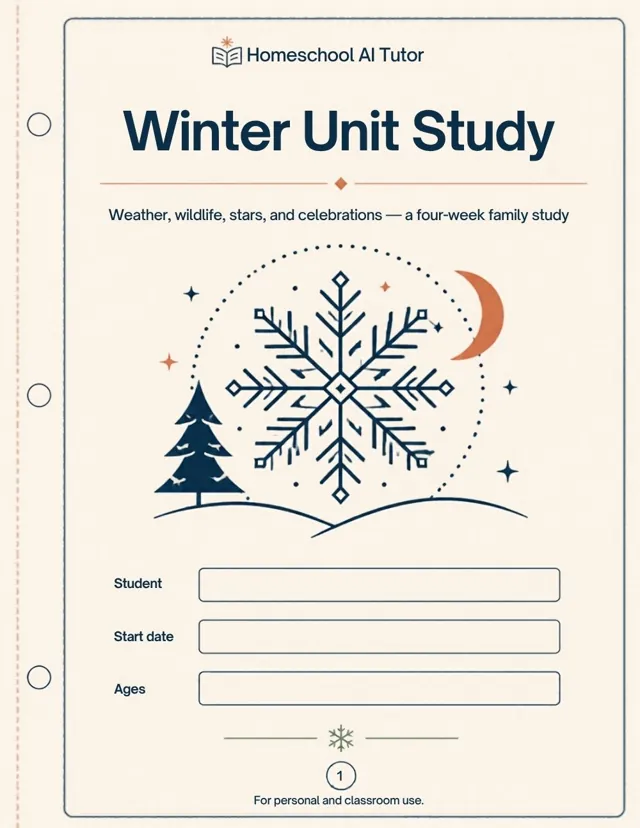 Homeschool AI Tutor
Winter Unit Study
Weather, wildlife, stars, and celebrations — a four-week family study
Student
Start date
Ages
1
For personal and classroom use.